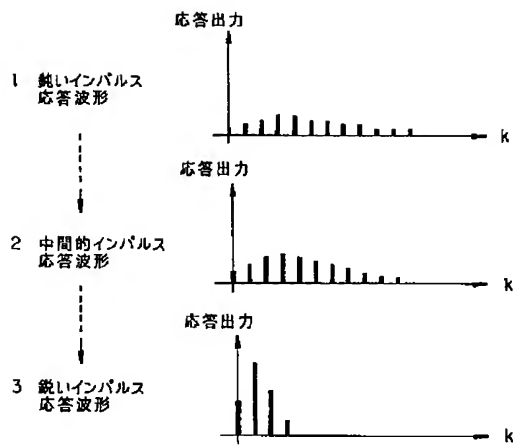 応答出力
1 鈍いインパルス
応答波形
k
応答出力
2 中間的インパルス
応答波形
k
応答出力
3 鋭いインパルス
応答波形
k